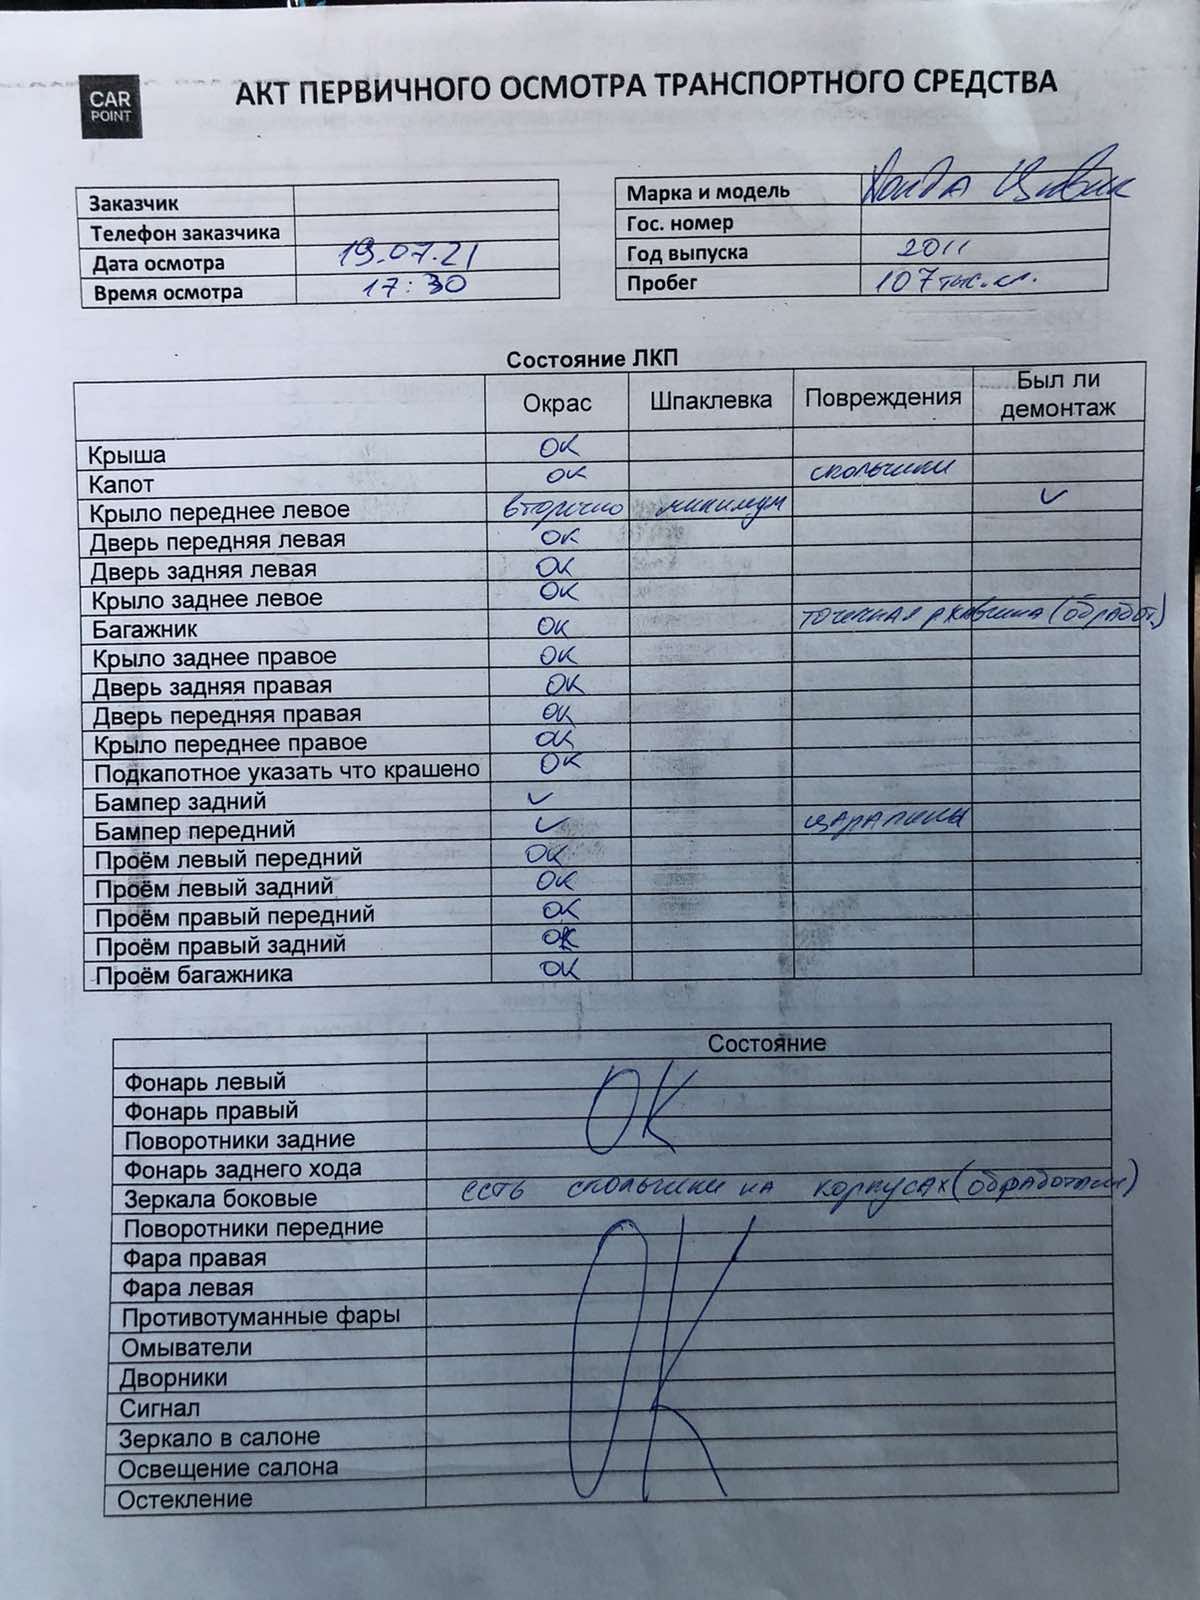 CAR
POINT
АКТ ПЕРВИЧНОГО ОСМОТРА ТРАНСПОРТНОГО СРЕДСТВА
Заказчик
Телефон заказчика
Дата осмотра 19.07.21
Время осмотра 17:30
Марка и модель Хонда Цивик
Гос. номер
Год выпуска 2011
Пробег 107 тыс.км.
Состояние ЛКП
Окрас Шпаклевка Повреждения Был ли демонтаж
Крыша ОК
Капот ОК скольчики
Крыло переднее левое вторично минимум ✓
Дверь передняя левая ОК
Дверь задняя левая ОК
Крыло заднее левое ОК
Багажник ОК точечная ржавчина (обработ.)
Крыло заднее правое ОК
Дверь задняя правая ОК
Дверь передняя правая ОК
Крыло переднее правое ОК
Подкапотное указать что крашено ОК
Бампер задний ✓
Бампер передний ✓ царапины
Проём левый передний ОК
Проём левый задний ОК
Проём правый передний ОК
Проём правый задний ОК
Проём багажника ОК
Состояние
Фонарь левый
Фонарь правый ОК
Поворотники задние
Фонарь заднего хода
Зеркала боковые есть скольчики на корпусах (обработаны)
Поворотники передние
Фара правая
Фара левая
Противотуманные фары
Омыватели ОК
Дворники
Сигнал
Зеркало в салоне
Освещение салона
Остекление